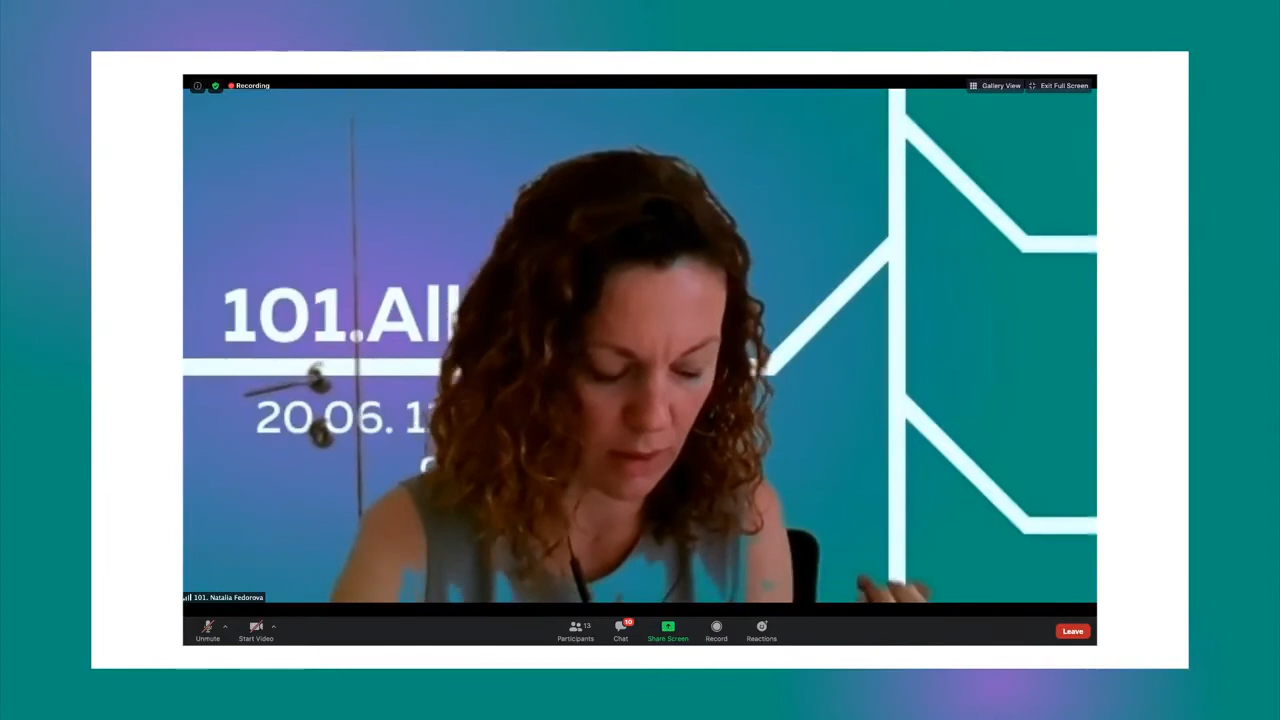 Recording
Gallery View
Exit Full Screen
101.All
20.06. 1
101. Natalia Fedorova
Unmute
Start Video
13
Participants
10
Chat
Share Screen
Record
Reactions
Leave